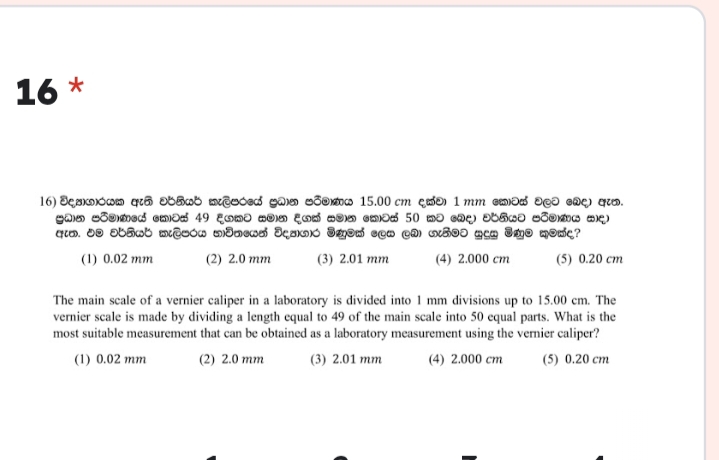 16 *
16) විද්‍යාගාරයක ඇති වර්නියර් කැලිපරයේ ප්‍රධාන පරිමාණය 15.00 cm දක්වා 1 mm කොටස් වලට බෙදා ඇත.
ප්‍රධාන පරිමාණයේ කොටස් 49 දිගකට සමාන දිගක් සමාන කොටස් 50 කට බෙදා වර්නියට පරිමාණය සාදා
ඇත. එම වර්නියර් කැලිපරය භාවිතයෙන් විද්‍යාගාර මිණුමක් ලෙස ලබා ගැනීමට සුදුසු මිණුම කුමක්ද?
(1) 0.02 mm (2) 2.0 mm (3) 2.01 mm (4) 2.000 cm (5) 0.20 cm
The main scale of a vernier caliper in a laboratory is divided into 1 mm divisions up to 15.00 cm. The
vernier scale is made by dividing a length equal to 49 of the main scale into 50 equal parts. What is the
most suitable measurement that can be obtained as a laboratory measurement using the vernier caliper?
(1) 0.02 mm (2) 2.0 mm (3) 2.01 mm (4) 2.000 cm (5) 0.20 cm